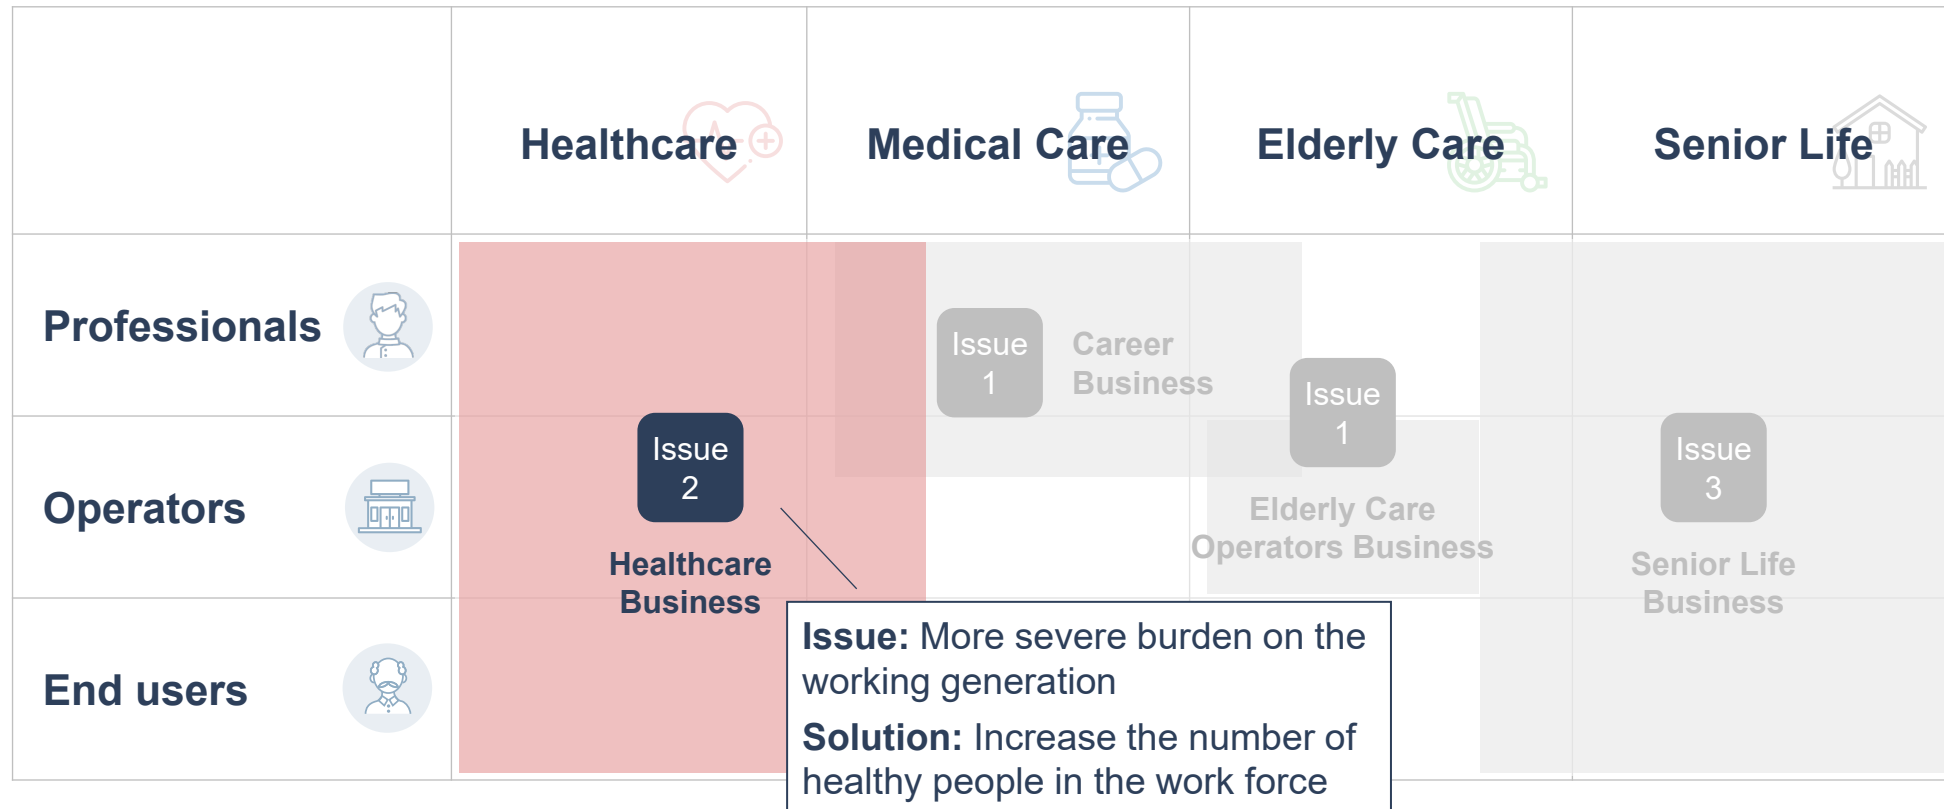 Healthcare
Medical Care
Elderly Care
Senior Life
Professionals
Issue
1
Career
Business
Issue
1
Operators
Issue
2
Healthcare
Business
Elderly Care
Operators Business
Issue
3
Senior Life
Business
End users
Issue: More severe burden on the
working generation
Solution: Increase the number of
healthy people in the work force